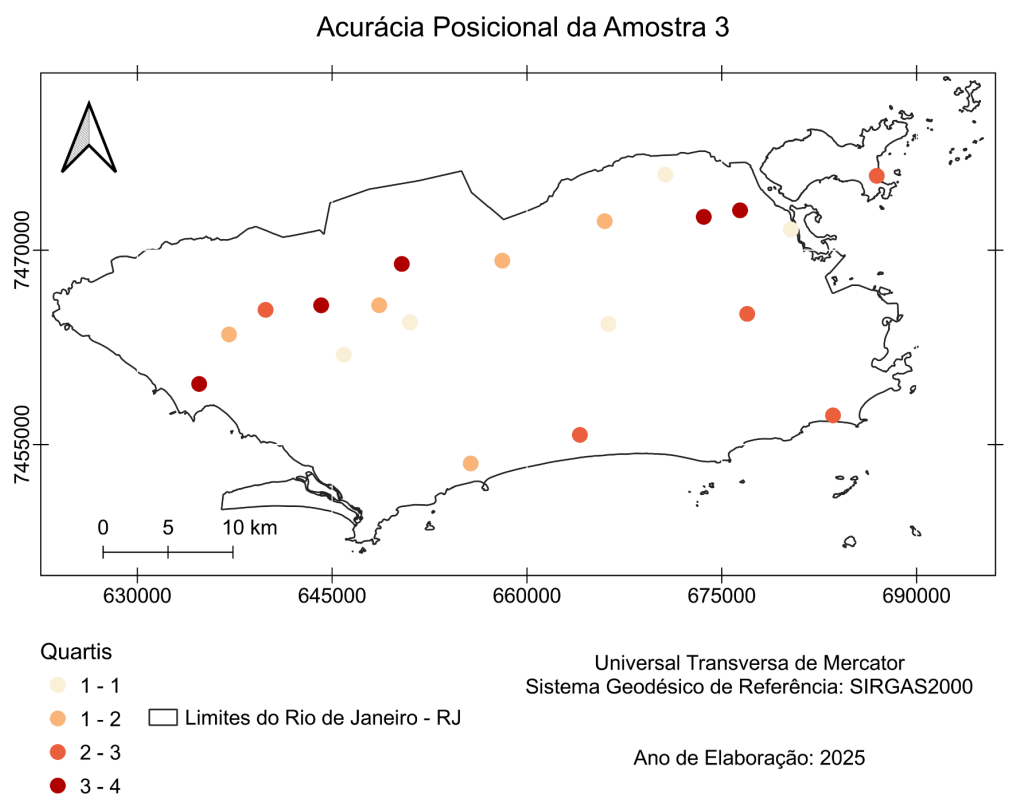 Acurácia Posicional da Amostra 3
7470000
7455000
0 5 10 km
630000 645000 660000 675000 690000
Quartis
1 - 1
1 - 2
2 - 3
3 - 4
Limites do Rio de Janeiro - RJ
Universal Transversa de Mercator
Sistema Geodésico de Referência: SIRGAS2000
Ano de Elaboração: 2025